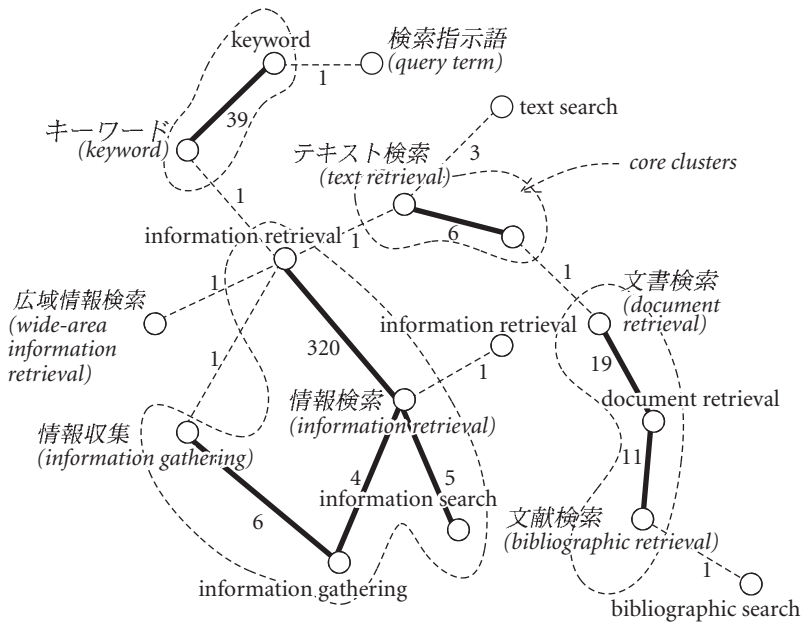 keyword
検索指示語
(query term)
1
39
text search
キーワード
(keyword)
テキスト検索
(text retrieval)
3
core clusters
1
information retrieval
1
6
1
文書検索
(document
retrieval)
広域情報検索
(wide-area
information
retrieval)
1
information retrieval
320
1
19
1
情報検索
(information retrieval)
document retrieval
情報収集
(information gathering)
4
5
11
information search
6
文献検索
(bibliographic retrieval)
1
information gathering
bibliographic search